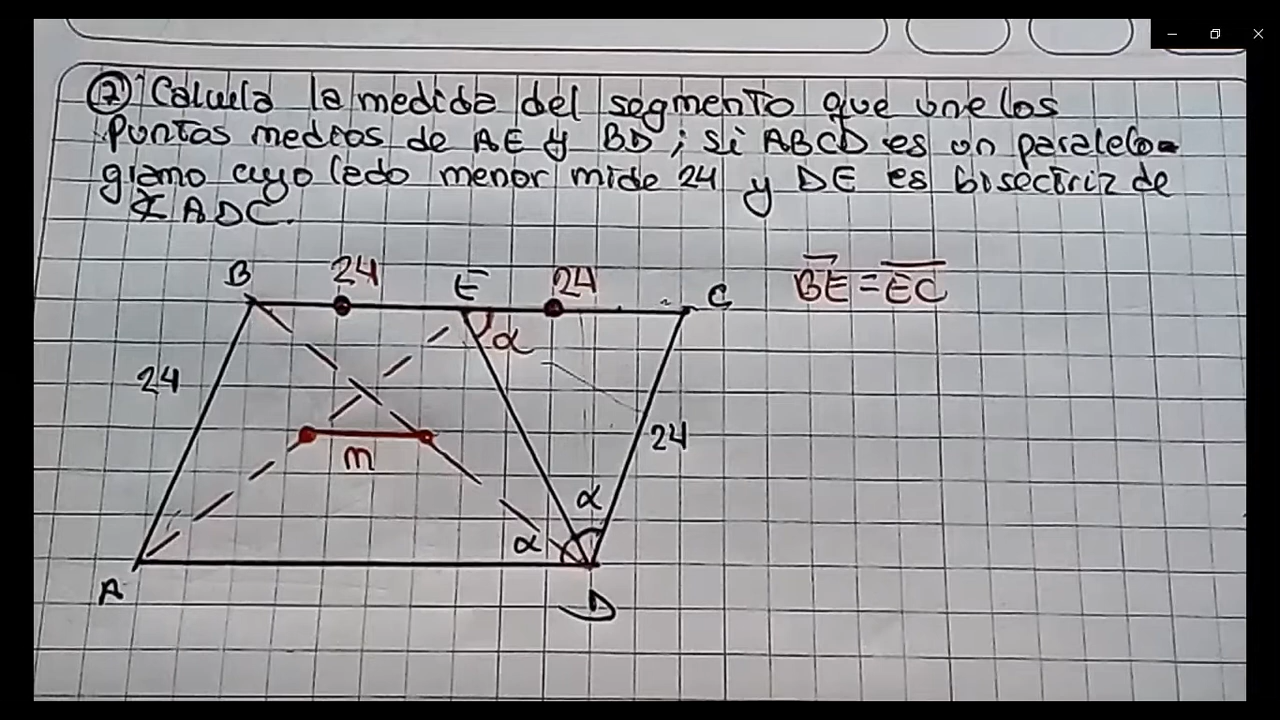 ② Calcula la medida del segmento que une los
puntos medios de AE y BD ; si ABCD es un paralelo-
gramo cuyo lado menor mide 24 y DE es bisectriz de
∡ ADC.
B 24 E 24 C BE = EC
α
24
24
m
α
α
A
D